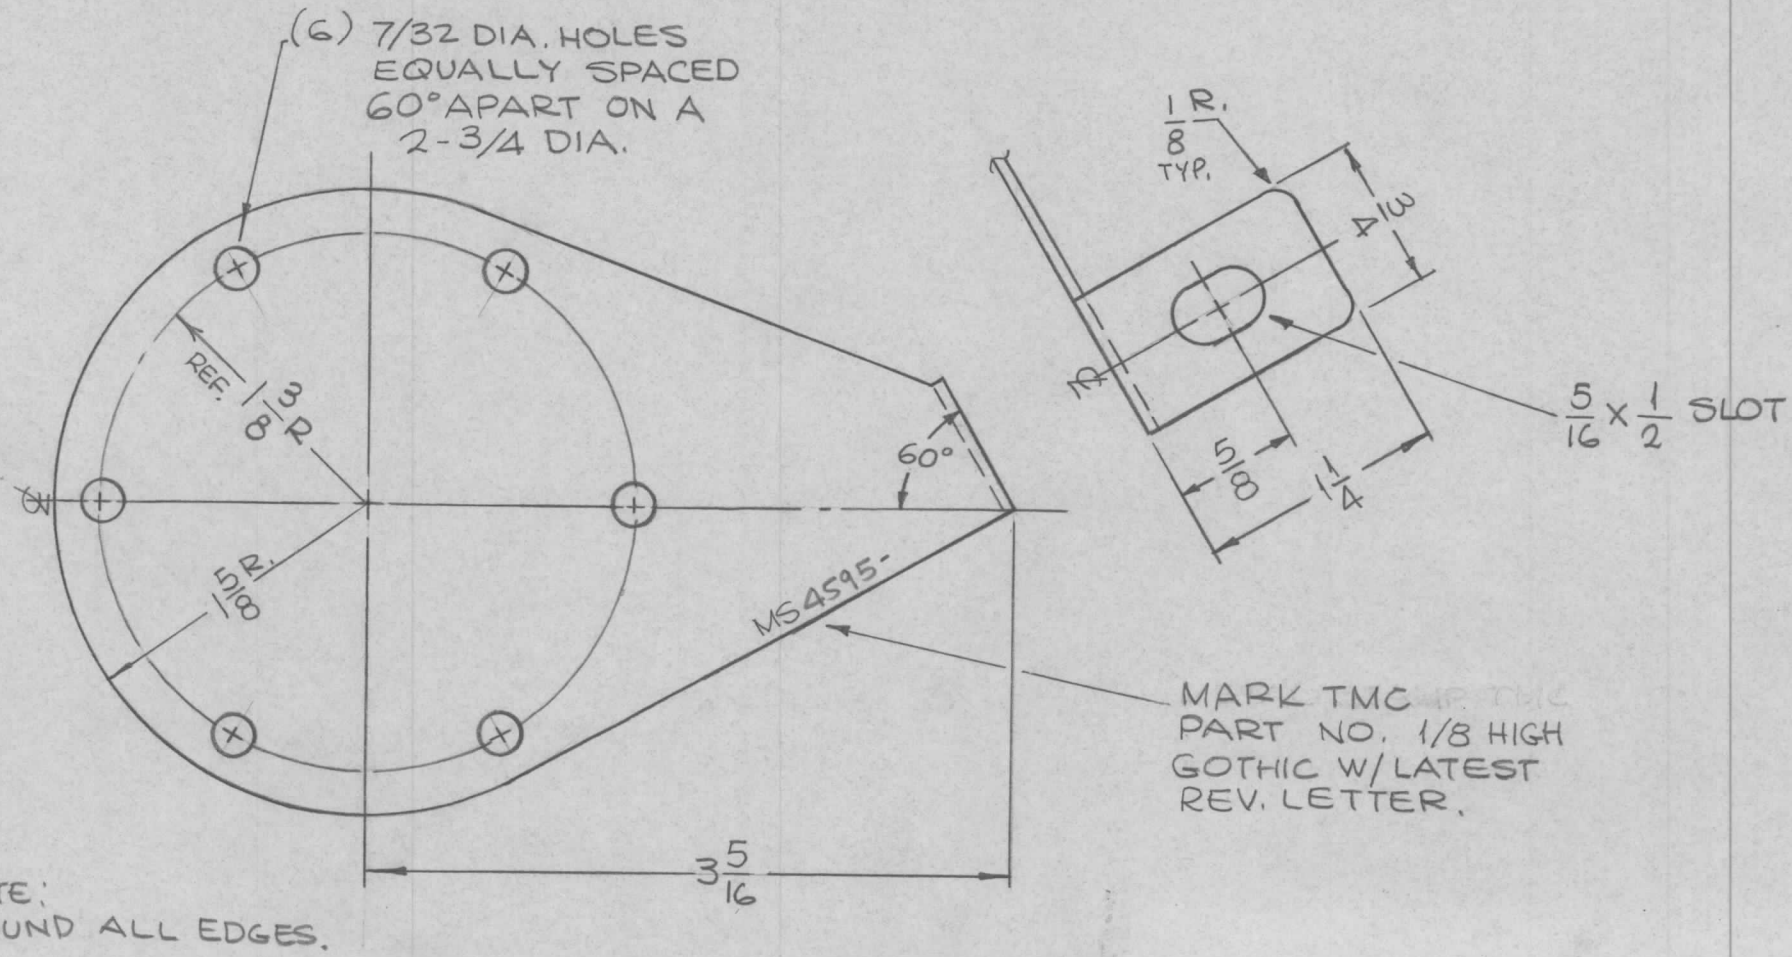 (6) 7/32 DIA. HOLES
EQUALLY SPACED
60° APART ON A
2-3/4 DIA.
1/8 R.
TYP.
3/4
5/16 X 1/2 SLOT
5/8
1 1/4
REF. 1 3/8 R
60°
1 5/8 R.
MS4595-
MARK TMC
PART NO. 1/8 HIGH
GOTHIC W/LATEST
REV. LETTER.
3 5/16
TE:
UND ALL EDGES.